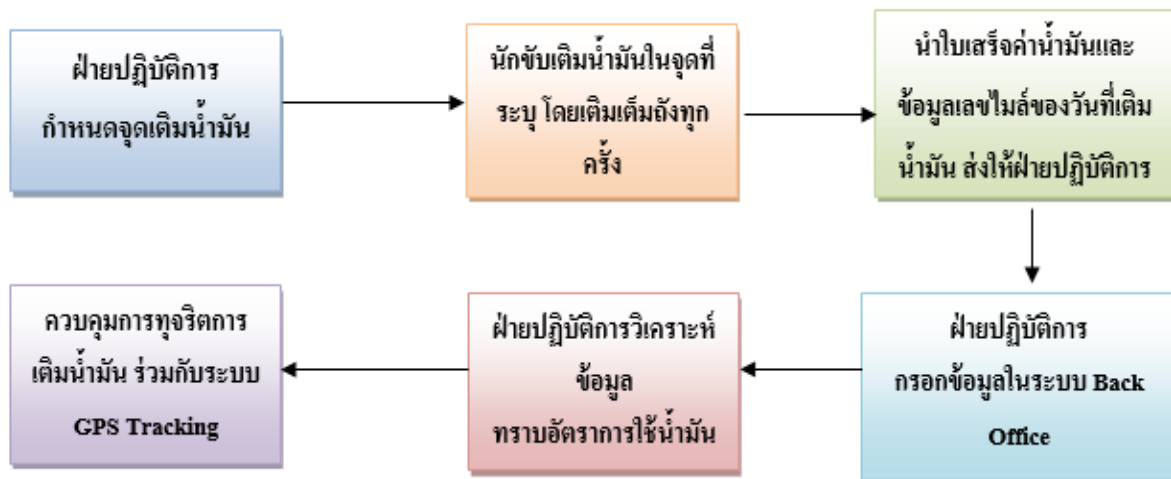 ฝ่ายปฏิบัติการ
กำหนดจุดเติมน้ำมัน
นักขับเติมน้ำมันในจุดที่
ระบุ โดยเติมเต็มถังทุก
ครั้ง
นำใบเสร็จค่าน้ำมันและ
ข้อมูลเลขไมล์ของวันที่เติม
น้ำมัน ส่งให้ฝ่ายปฏิบัติการ
ฝ่ายปฏิบัติการ
กรอกข้อมูลในระบบ Back
Office
ฝ่ายปฏิบัติการวิเคราะห์
ข้อมูล
ทราบอัตราการใช้น้ำมัน
ควบคุมการทุจริตการ
เติมน้ำมัน ร่วมกับระบบ
GPS Tracking